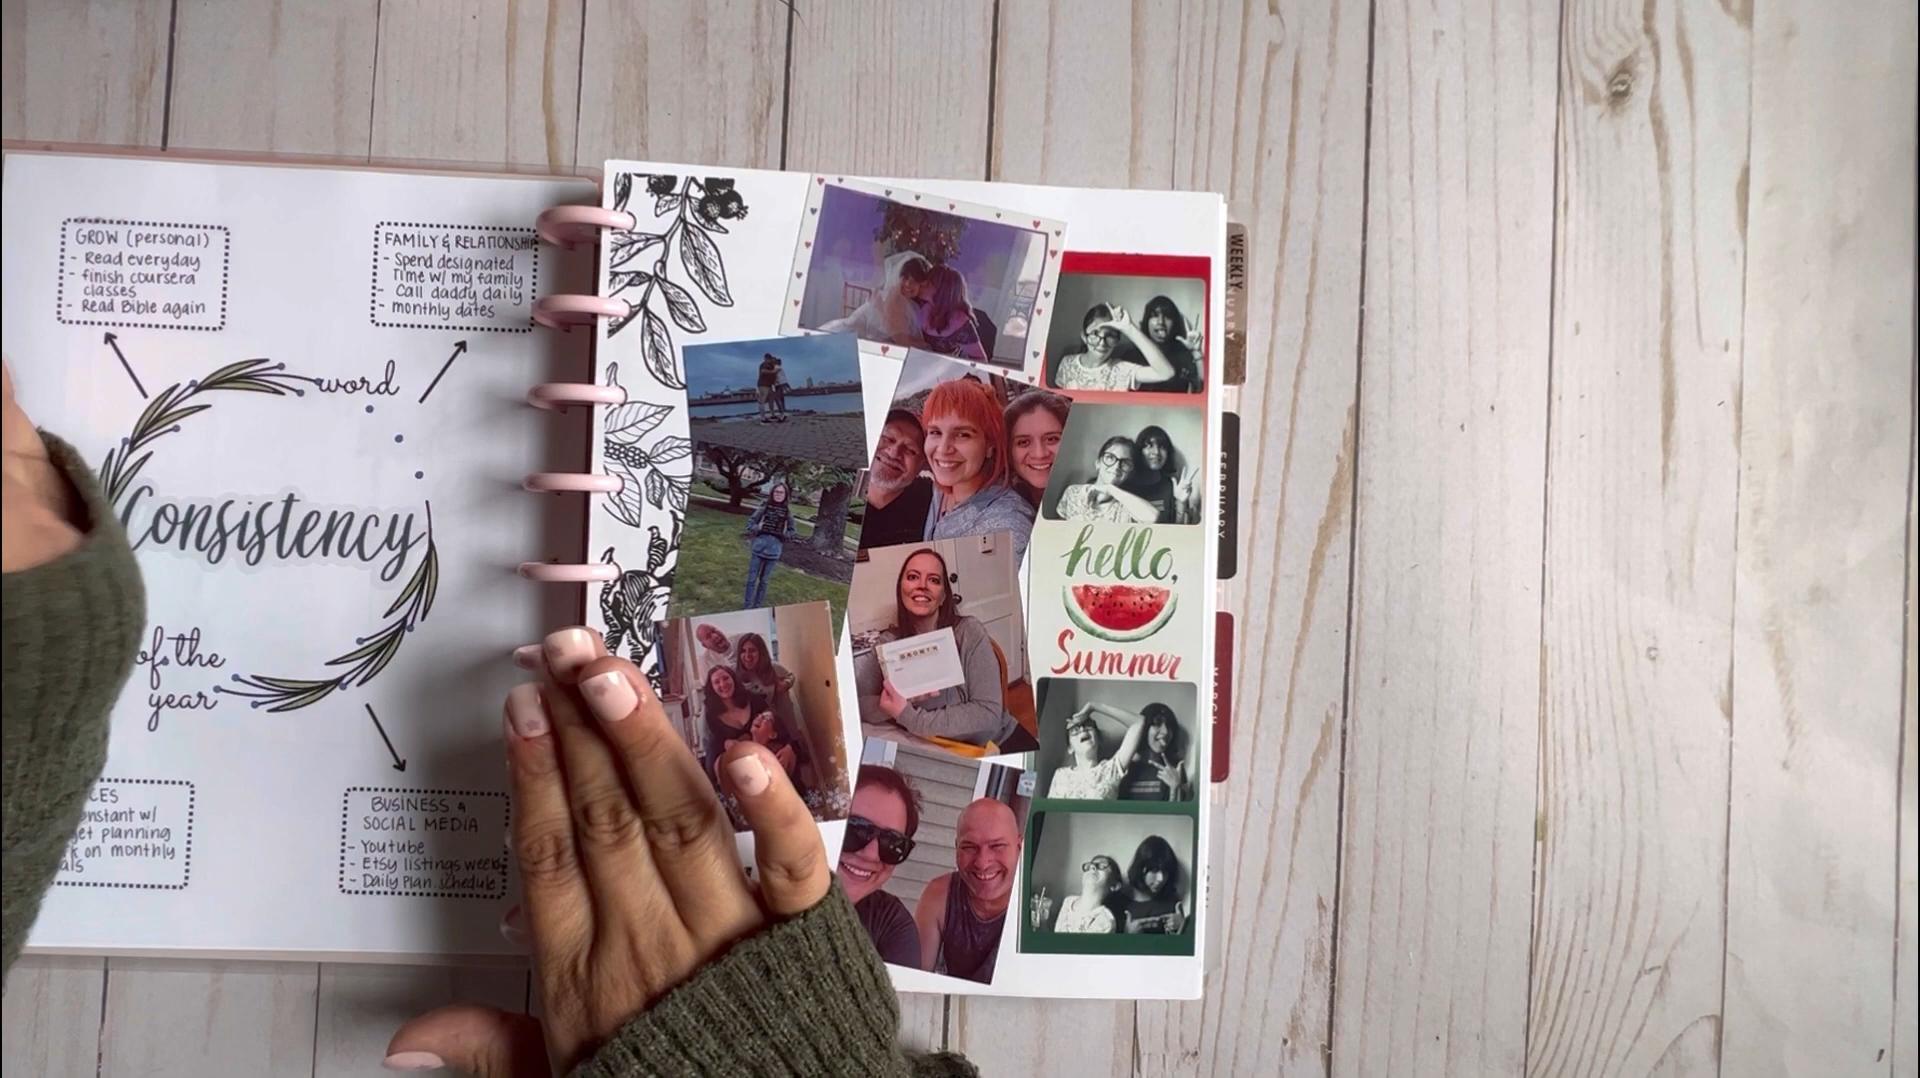 GROW (personal)
- Read everyday
- finish coursera
classes
- Read Bible again
FAMILY & RELATIONSHIP
- Spend designated
time w/ my family
- Call daddy daily
- monthly dates
word
Consistency
of the
year
CES
onstant w/
get planning
k on monthly
als
BUSINESS &
SOCIAL MEDIA
- Youtube
- Etsy listings weekly
- Daily Plan. schedule
GROWTH
hello,
Summer
WEEKLY
UARY
FEBRUARY
MARCH